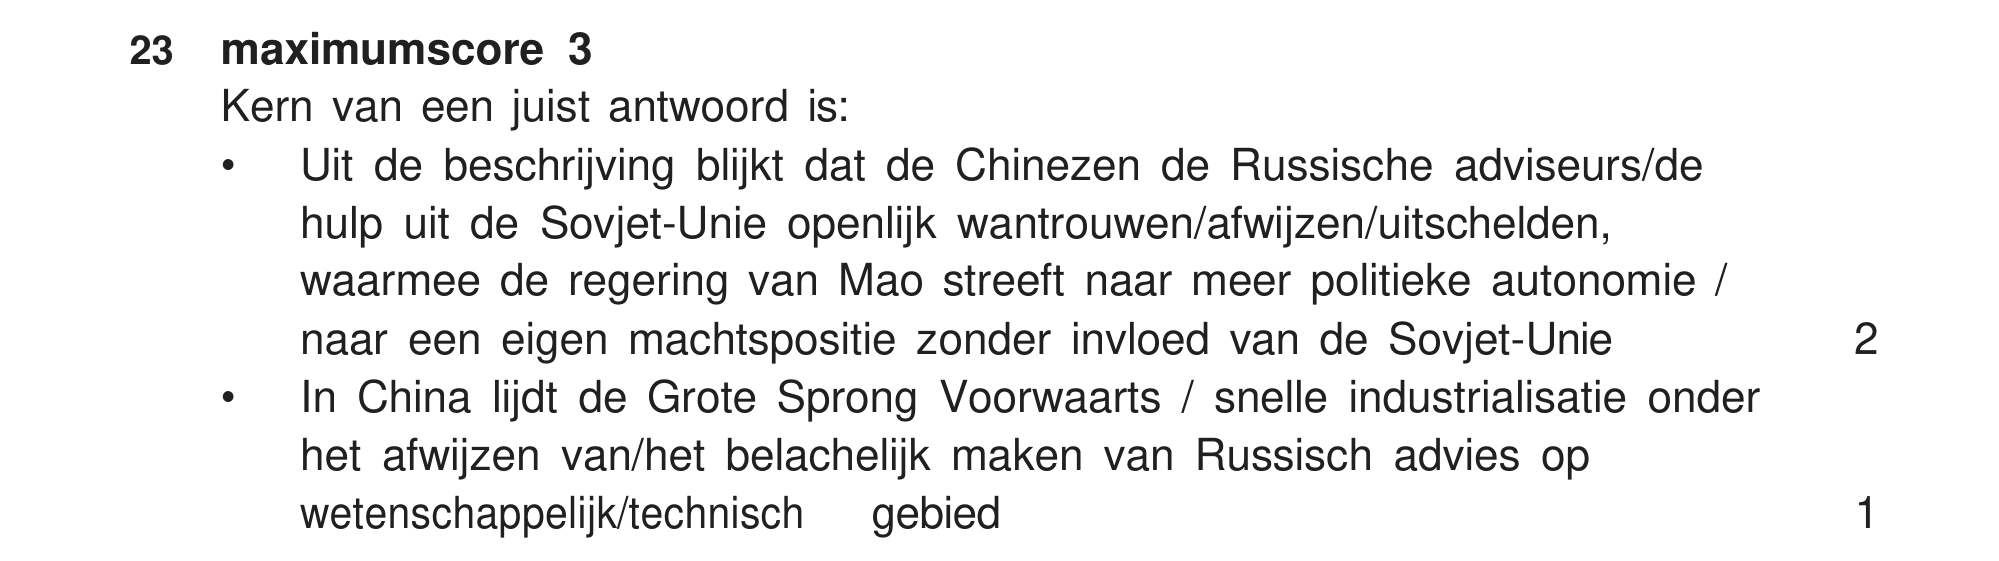 23 maximumscore 3
Kern van een juist antwoord is:
• Uit de beschrijving blijkt dat de Chinezen de Russische adviseurs/de
hulp uit de Sovjet-Unie openlijk wantrouwen/afwijzen/uitschelden,
waarmee de regering van Mao streeft naar meer politieke autonomie /
naar een eigen machtspositie zonder invloed van de Sovjet-Unie 2
• In China lijdt de Grote Sprong Voorwaarts / snelle industrialisatie onder
het afwijzen van/het belachelijk maken van Russisch advies op
wetenschappelijk/technisch gebied 1